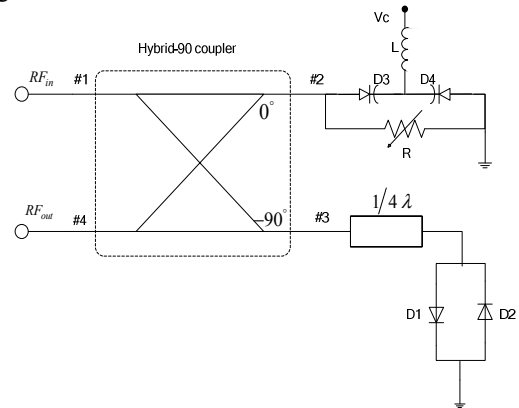 Vc
L
Hybrid-90 coupler
RFin #1 #2 D3 D4
0°
R
RFout #4 −90° #3 1/4 λ
D1 D2